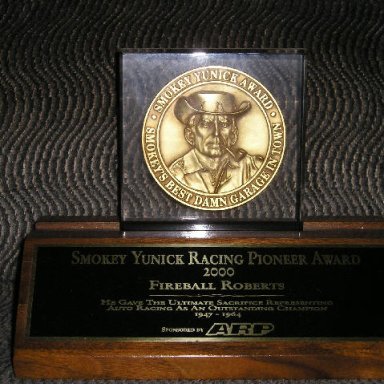 SMOKEY YUNICK AWARD
SMOKEY'S BEST DAMN GARAGE IN TOWN
SMOKEY YUNICK RACING PIONEER AWARD
2000
FIREBALL ROBERTS
HE GAVE THE ULTIMATE SACRIFICE REPRESENTING
AUTO RACING AS AN OUTSTANDING CHAMPION
1947 - 1964
SPONSORED BY ARP